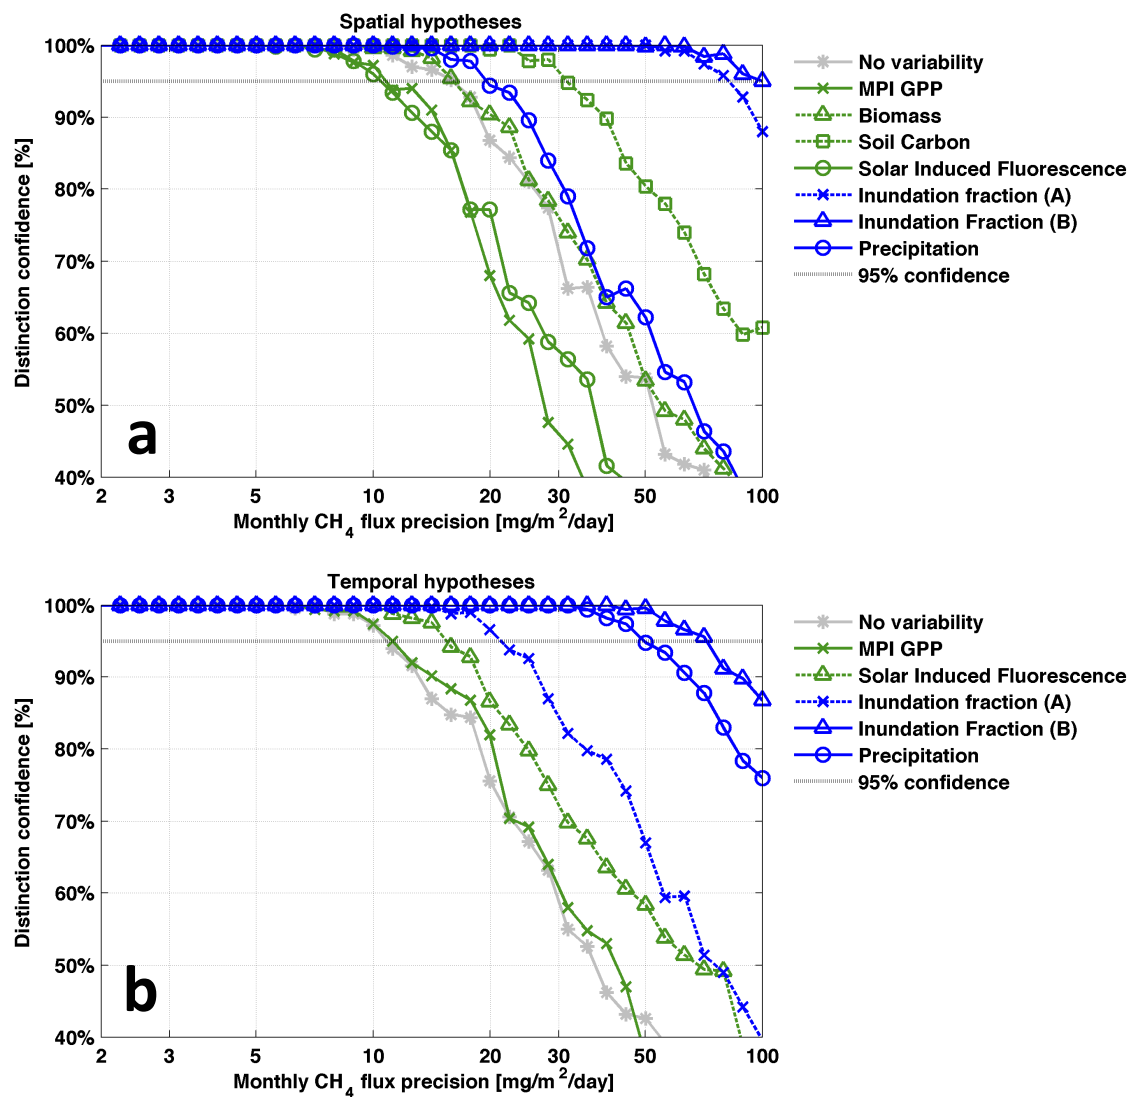 Spatial hypotheses
100%
90%
80%
70%
60%
50%
40%
Distinction confidence [%]
a
2 3 5 10 20 30 50 100
Monthly CH4 flux precision [mg/m2/day]
No variability
MPI GPP
Biomass
Soil Carbon
Solar Induced Fluorescence
Inundation fraction (A)
Inundation Fraction (B)
Precipitation
95% confidence
Temporal hypotheses
100%
90%
80%
70%
60%
50%
40%
Distinction confidence [%]
b
2 3 5 10 20 30 50 100
Monthly CH4 flux precision [mg/m2/day]
No variability
MPI GPP
Solar Induced Fluorescence
Inundation fraction (A)
Inundation Fraction (B)
Precipitation
95% confidence